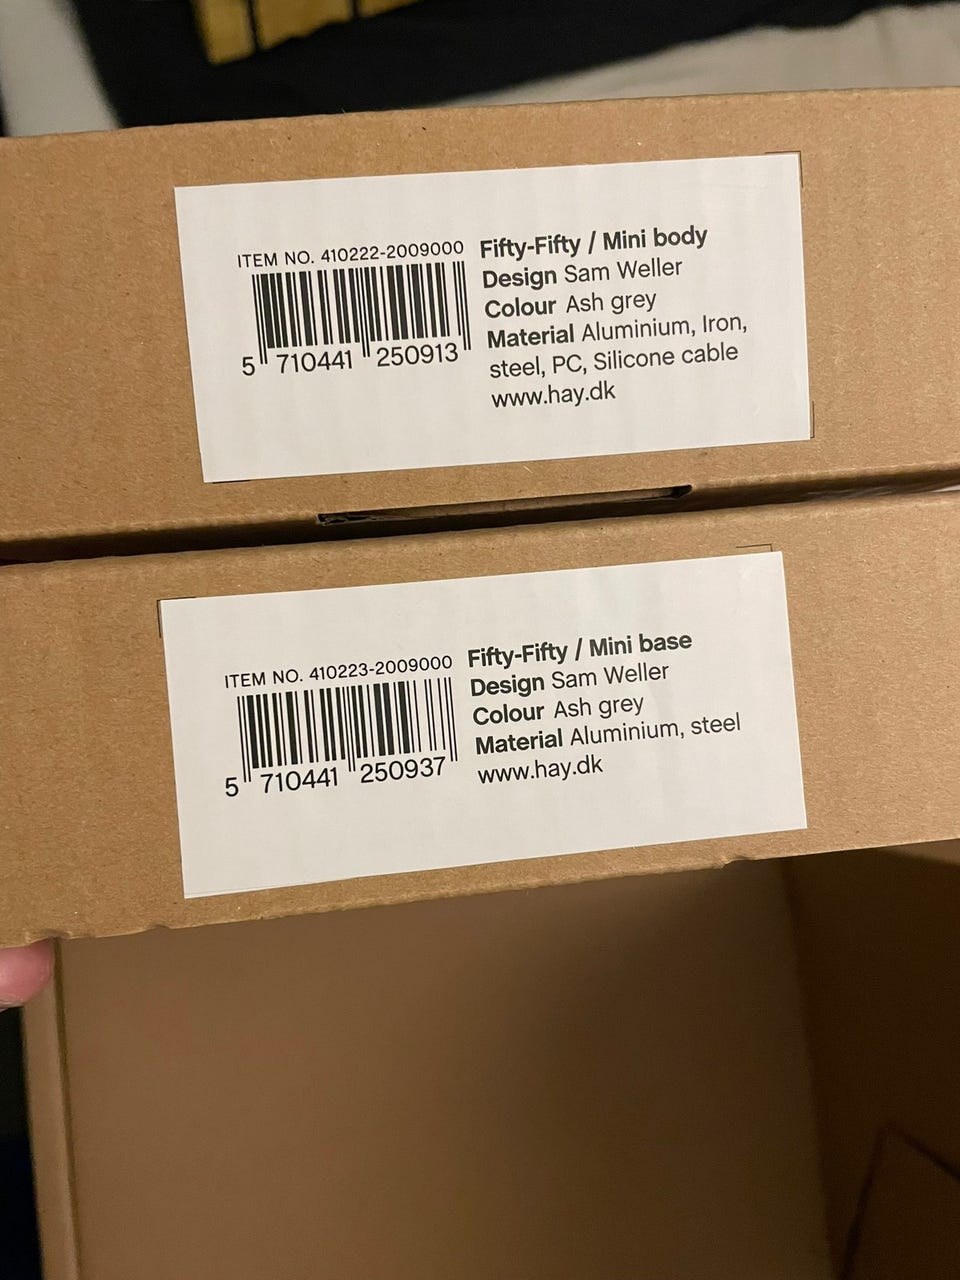 ITEM NO. 410222-2009000
5 710441 250913
Fifty-Fifty / Mini body
Design Sam Weller
Colour Ash grey
Material Aluminium, Iron,
steel, PC, Silicone cable
www.hay.dk
ITEM NO. 410223-2009000
5 710441 250937
Fifty-Fifty / Mini base
Design Sam Weller
Colour Ash grey
Material Aluminium, steel
www.hay.dk